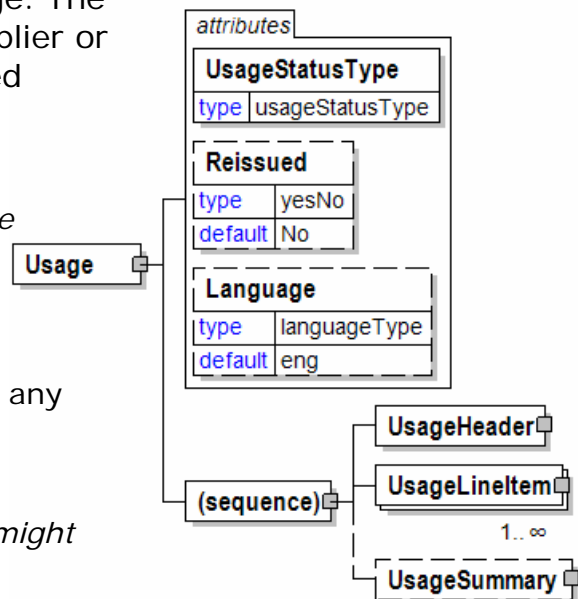 ge. The
plier or
ed
e
any
might
attributes
UsageStatusType
type usageStatusType
Reissued
type yesNo
default No
Usage
Language
type languageType
default eng
UsageHeader
(sequence)
UsageLineItem
1.. ∞
UsageSummary